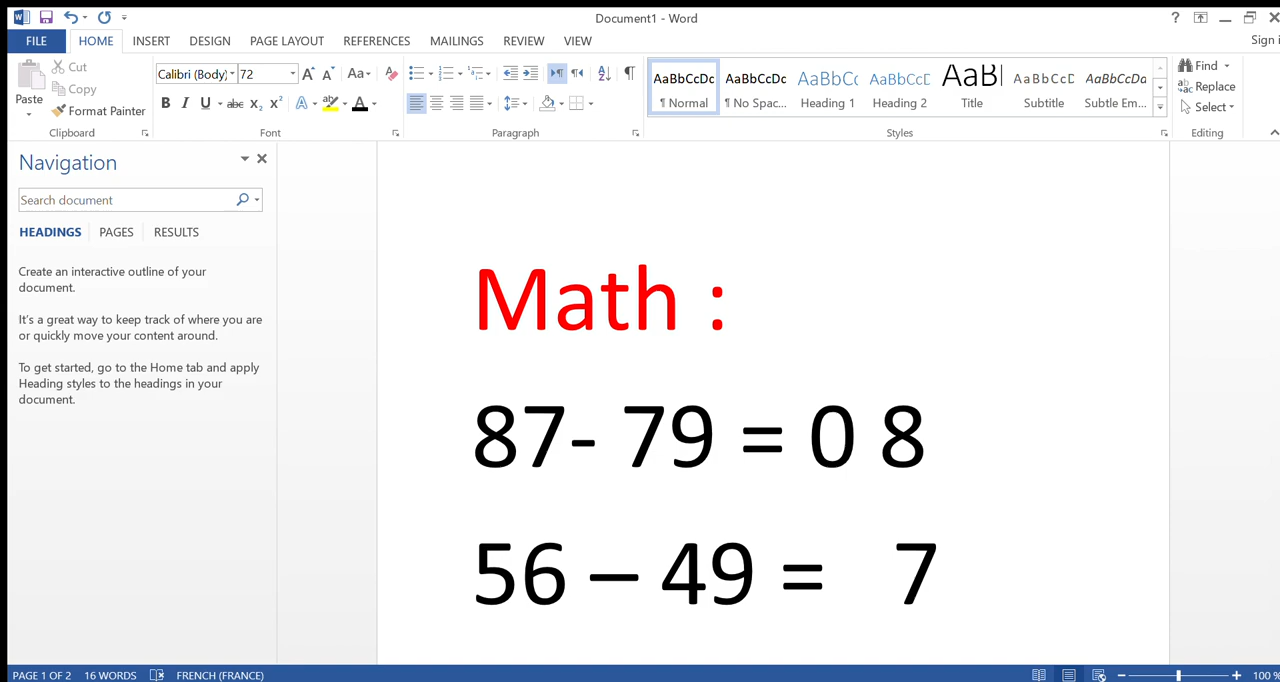 Document1 - Word
?
Sign i
FILE HOME INSERT DESIGN PAGE LAYOUT REFERENCES MAILINGS REVIEW VIEW
Paste
Cut
Copy
Format Painter
Clipboard
Calibri (Body) 72
Aa
B I U abc X₂ X² A A
Font
Paragraph
AaBbCcDc AaBbCcDc AaBbCc AaBbCcD AaB AaBbCcD AaBbCcDa
¶ Normal ¶ No Spac... Heading 1 Heading 2 Title Subtitle Subtle Em...
Styles
Find
Replace
Select
Editing
Navigation
Search document
HEADINGS PAGES RESULTS
Create an interactive outline of your
document.
It's a great way to keep track of where you are
or quickly move your content around.
To get started, go to the Home tab and apply
Heading styles to the headings in your
document.
Math :
87- 79 = 0 8
56 – 49 = 7
PAGE 1 OF 2 16 WORDS FRENCH (FRANCE) 100 %